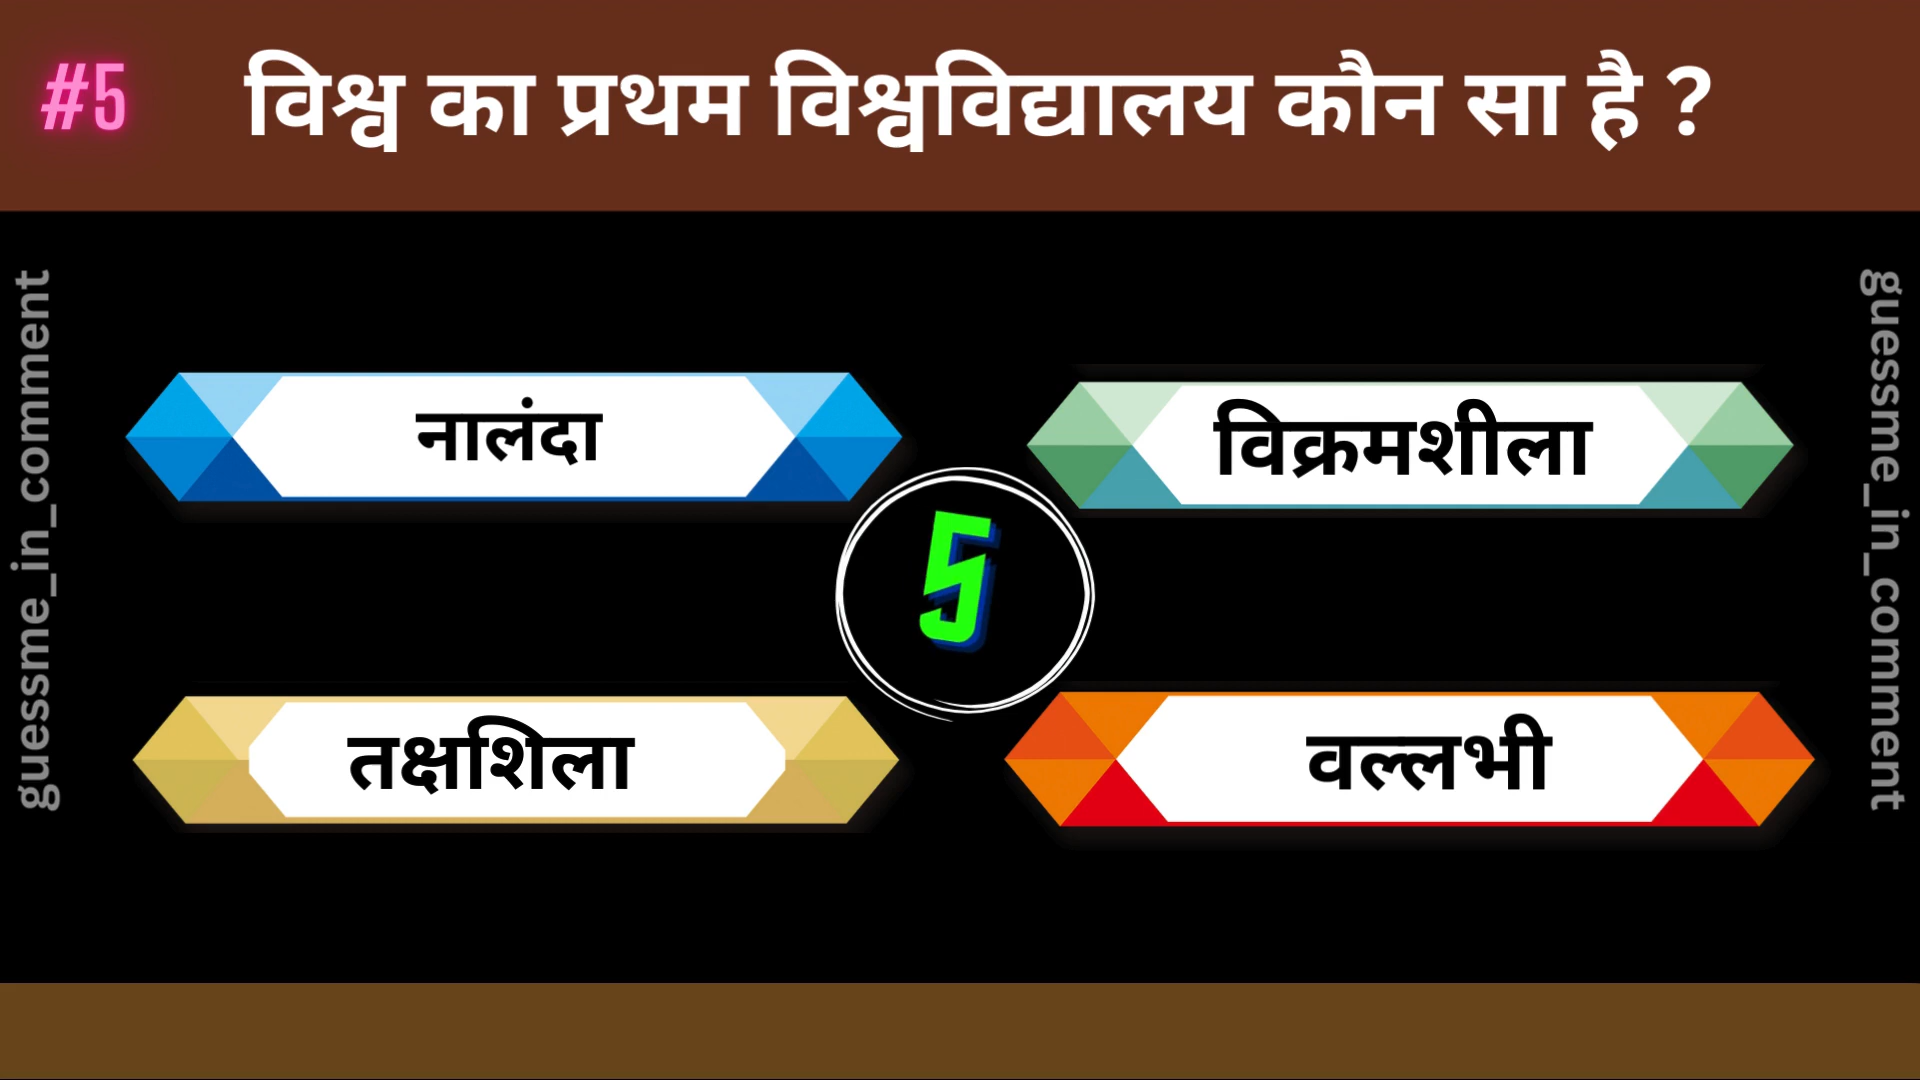 #5
विश्व का प्रथम विश्वविद्यालय कौन सा है ?
guessme_in_comment
guessme_in_comment
नालंदा
विक्रमशीला
5
तक्षशिला
वल्लभी